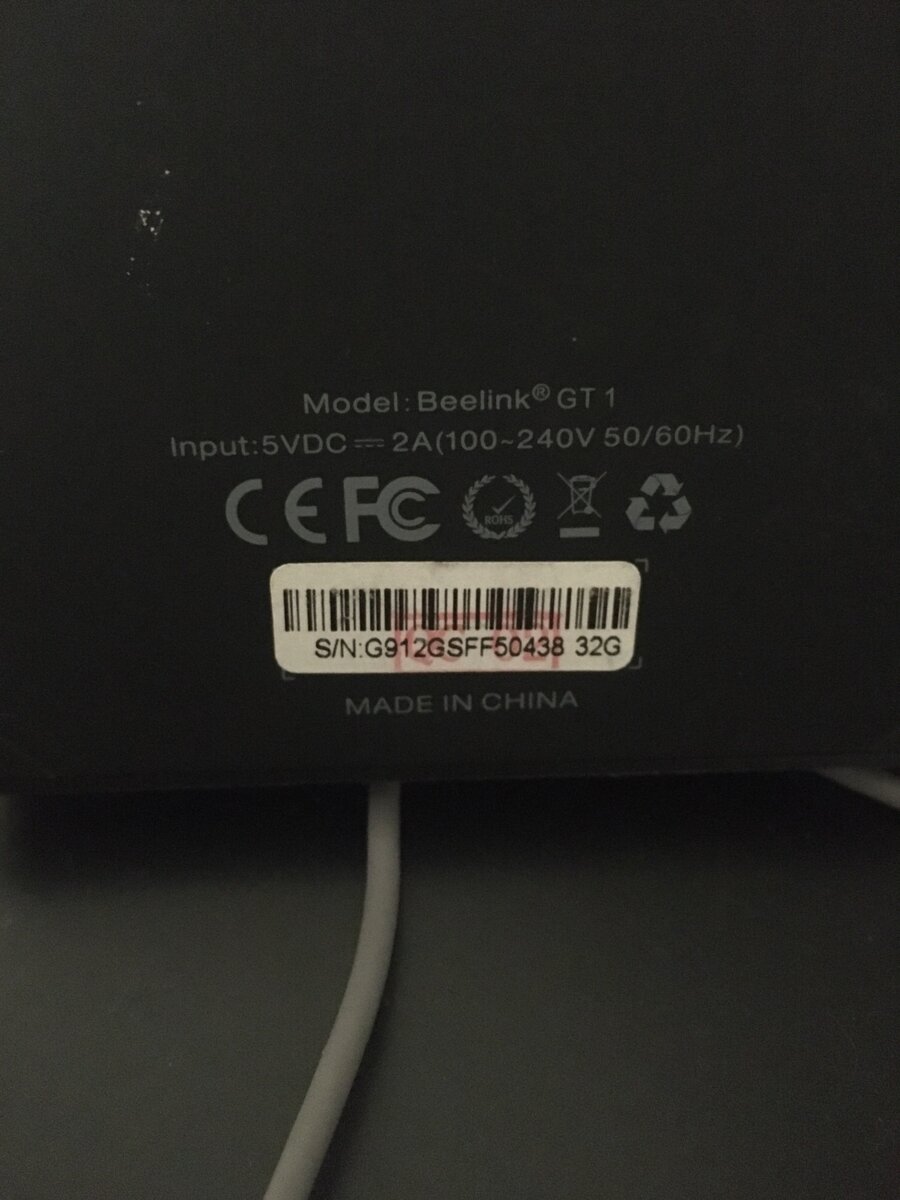 Model: Beelink® GT 1
Input:5VDC ⎓ 2A(100~240V 50/60Hz)
CE FC ROHS
S/N:G912GSFF50438 32G
MADE IN CHINA